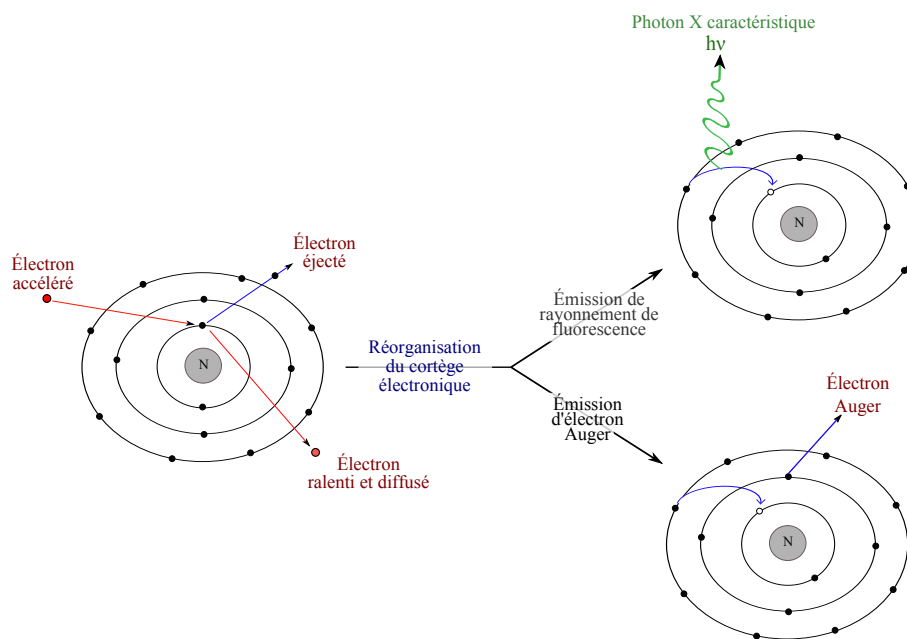 Photon X caractéristique
hν
N
Électron
éjecté
Électron
accéléré
N
Réorganisation
du cortège
électronique
Émission de
rayonnement de
fluorescence
Émission
d'électron
Auger
Électron
Auger
Électron
ralenti et diffusé
N